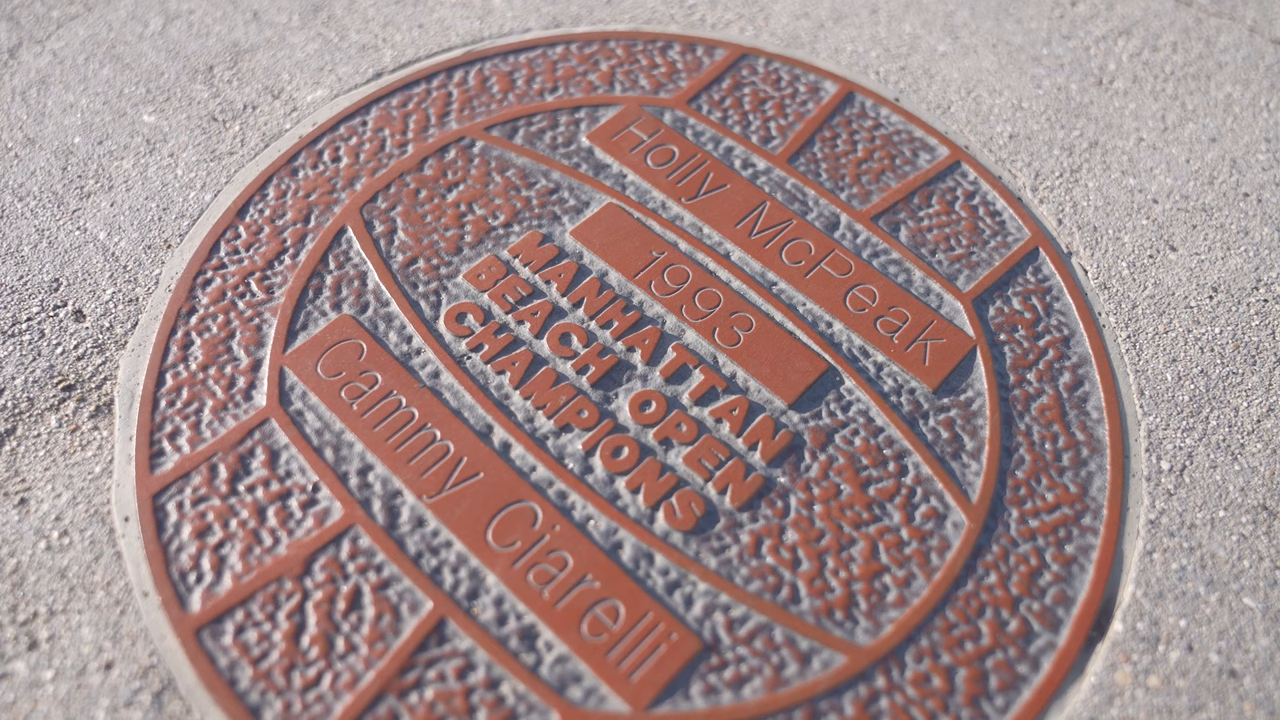 Holly McPeak
1993
MANHATTAN
BEACH OPEN
CHAMPIONS
Cammy Ciarelli